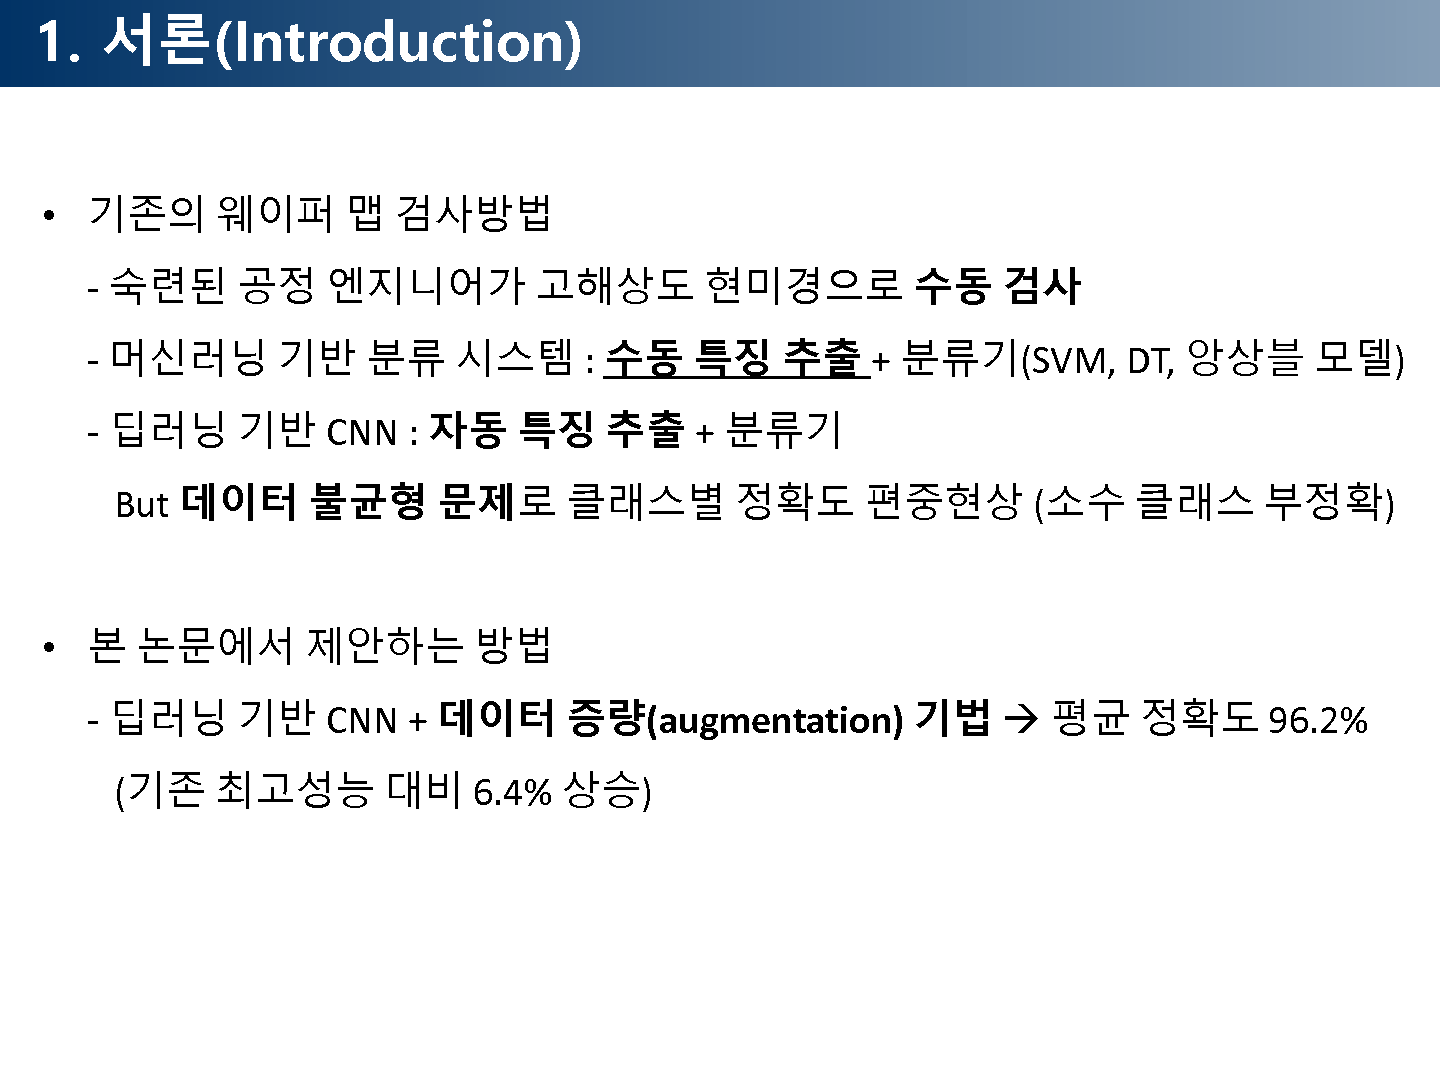 1. 서론(Introduction)
• 기존의 웨이퍼 맵 검사방법
- 숙련된 공정 엔지니어가 고해상도 현미경으로 수동 검사
- 머신러닝 기반 분류 시스템 : 수동 특징 추출 + 분류기(SVM, DT, 앙상블 모델)
- 딥러닝 기반 CNN : 자동 특징 추출 + 분류기
But 데이터 불균형 문제로 클래스별 정확도 편중현상 (소수 클래스 부정확)
• 본 논문에서 제안하는 방법
- 딥러닝 기반 CNN + 데이터 증량(augmentation) 기법 → 평균 정확도 96.2%
(기존 최고성능 대비 6.4% 상승)